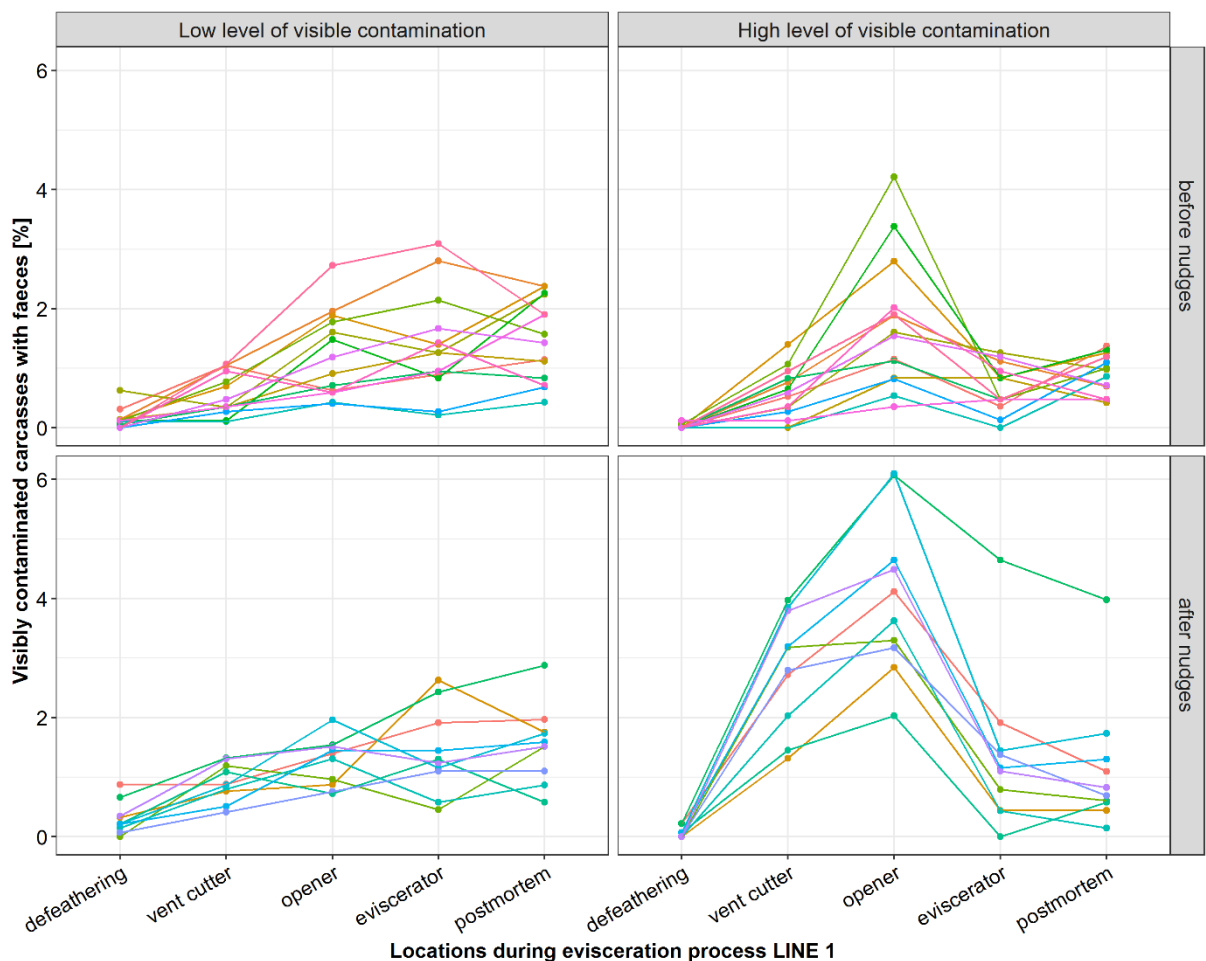 Low level of visible contamination
High level of visible contamination
Visibly contaminated carcasses with faeces [%]
6
4
2
0
before nudges
6
4
2
0
after nudges
defeathering
vent cutter
opener
eviscerator
postmortem
defeathering
vent cutter
opener
eviscerator
postmortem
Locations during evisceration process LINE 1